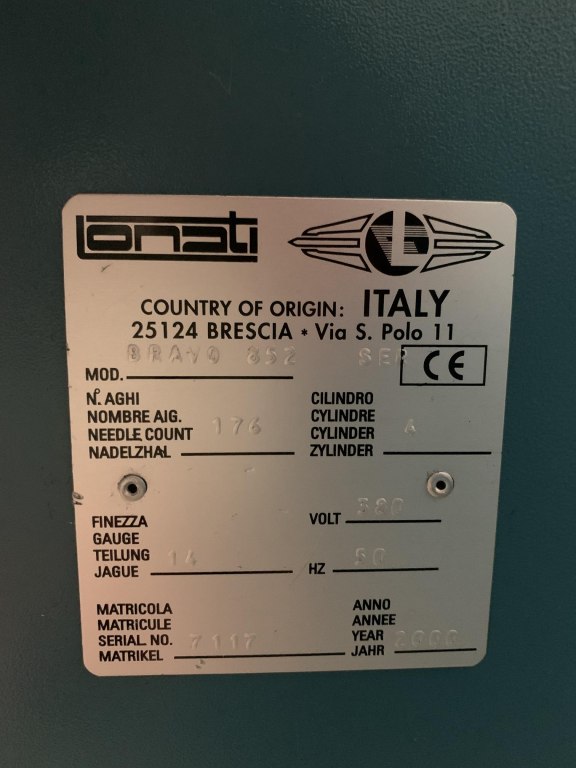 Lonati
L
COUNTRY OF ORIGIN: ITALY
25124 BRESCIA • Via S. Polo 11
MOD. BRAVO 852 SER
CE
N°. AGHI
NOMBRE AIG.
NEEDLE COUNT 176
NADELZHAL
CILINDRO
CYLINDRE
CYLINDER 4
ZYLINDER
FINEZZA
GAUGE
TEILUNG 14
JAGUE
VOLT 380
HZ 50
MATRICOLA
MATRICULE
SERIAL NO. 7117
MATRIKEL
ANNO
ANNEE
YEAR 2000
JAHR